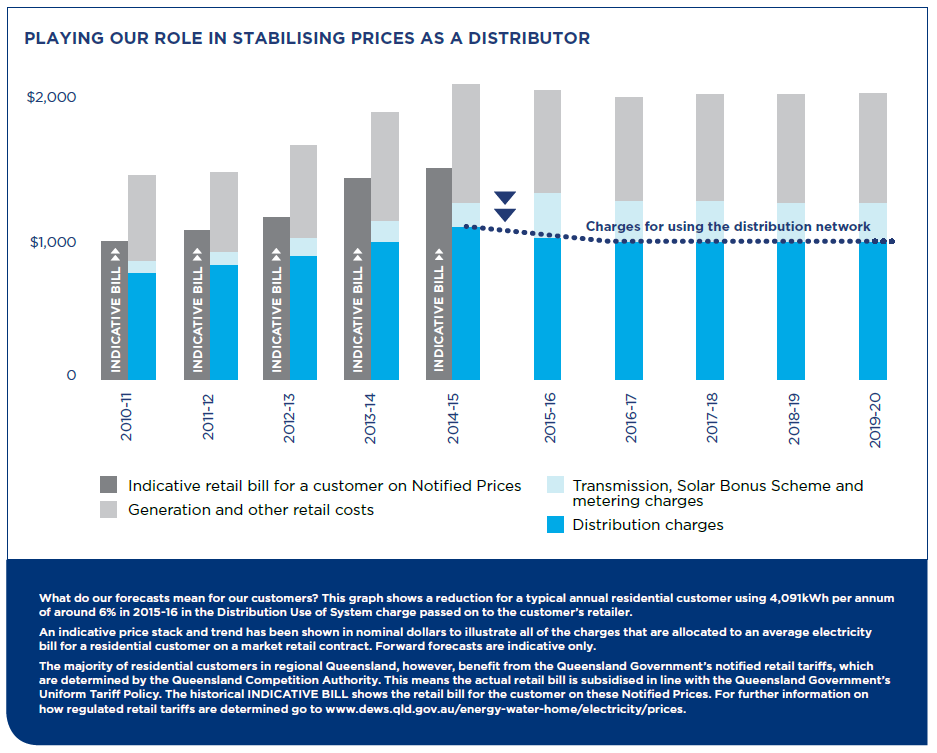 PLAYING OUR ROLE IN STABILISING PRICES AS A DISTRIBUTOR
$2,000
$1,000
0
Charges for using the distribution network
INDICATIVE BILL
INDICATIVE BILL
INDICATIVE BILL
INDICATIVE BILL
INDICATIVE BILL
2010-11
2011-12
2012-13
2013-14
2014-15
2015-16
2016-17
2017-18
2018-19
2019-20
Indicative retail bill for a customer on Notified Prices
Generation and other retail costs
Transmission, Solar Bonus Scheme and
metering charges
Distribution charges
What do our forecasts mean for our customers? This graph shows a reduction for a typical annual residential customer using 4,091kWh per annum
of around 6% in 2015-16 in the Distribution Use of System charge passed on to the customer's retailer.
An indicative price stack and trend has been shown in nominal dollars to illustrate all of the charges that are allocated to an average electricity
bill for a residential customer on a market retail contract. Forward forecasts are indicative only.
The majority of residential customers in regional Queensland, however, benefit from the Queensland Government's notified retail tariffs, which
are determined by the Queensland Competition Authority. This means the actual retail bill is subsidised in line with the Queensland Government's
Uniform Tariff Policy. The historical INDICATIVE BILL shows the retail bill for the customer on these Notified Prices. For further information on
how regulated retail tariffs are determined go to www.dews.qld.gov.au/energy-water-home/electricity/prices.